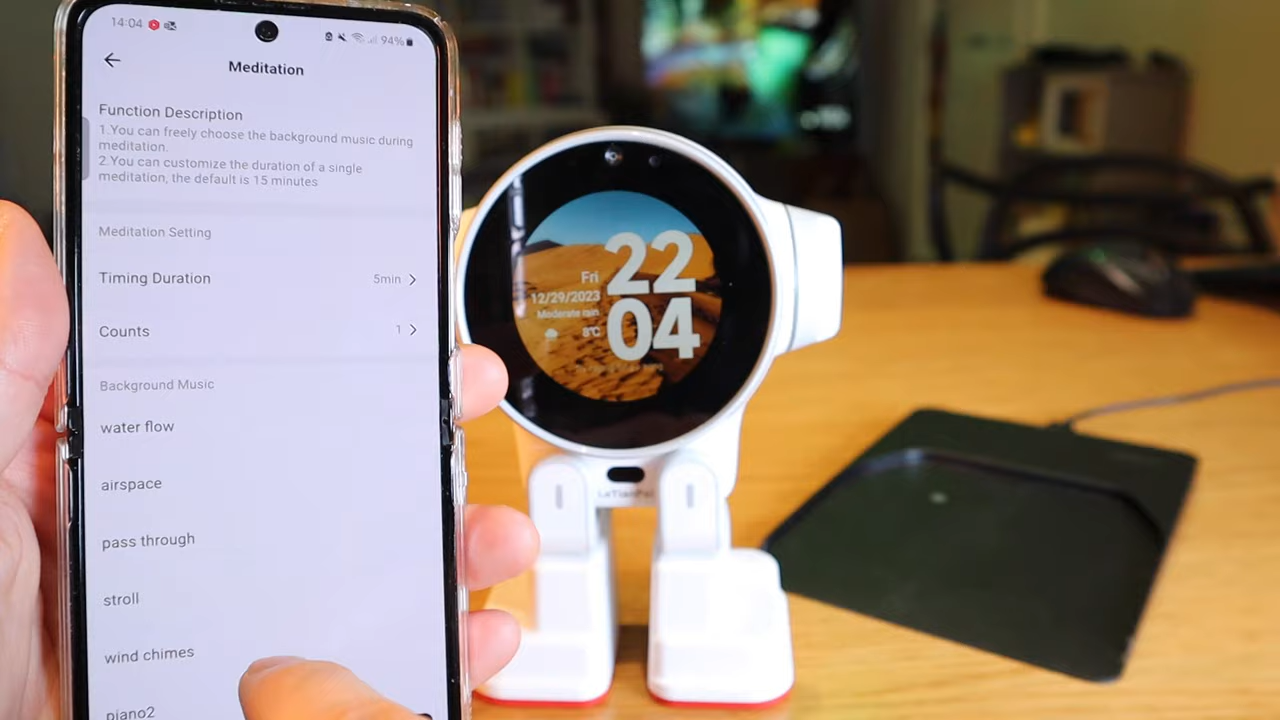 14:04
94%
Meditation
Function Description
1.You can freely choose the background music during
meditation.
2.You can customize the duration of a single
meditation, the default is 15 minutes
Meditation Setting
Timing Duration
5min
Counts
1
Background Music
water flow
airspace
pass through
stroll
wind chimes
piano2
22
04
Fri
12/29/2023
Moderate rain
8℃
LeTianPai